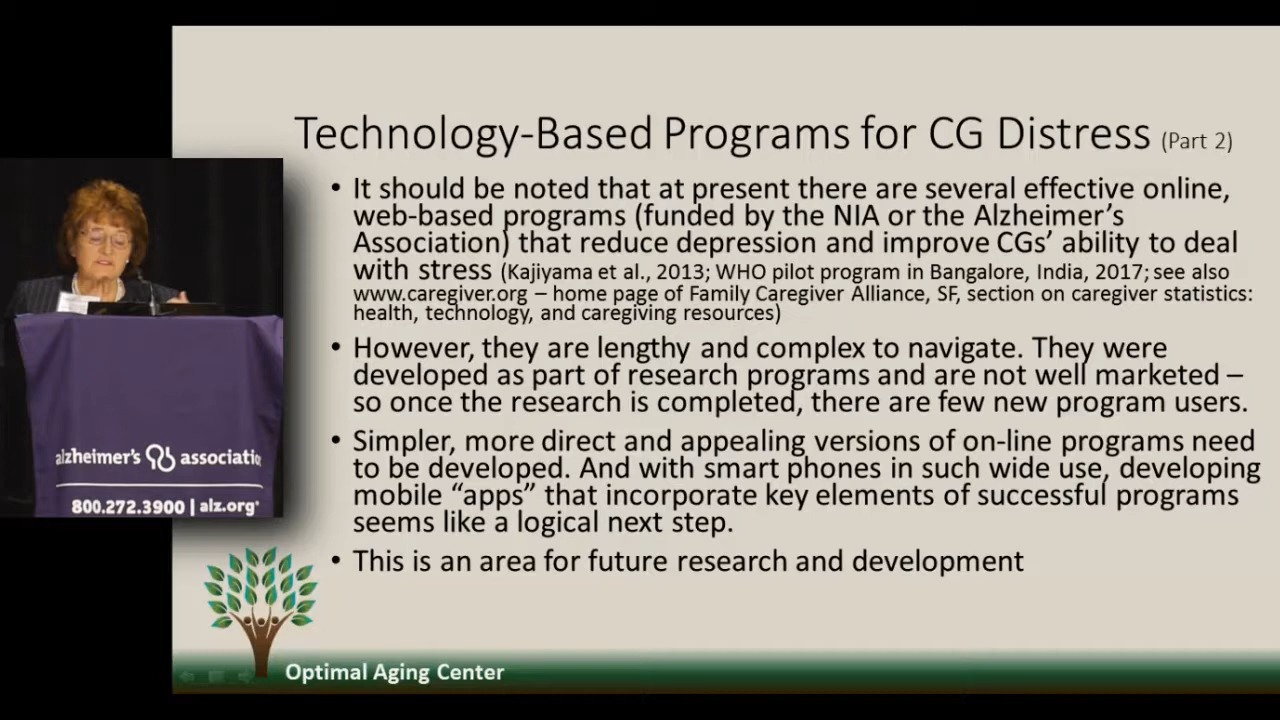 Technology-Based Programs for CG Distress (Part 2)
• It should be noted that at present there are several effective online,
web-based programs (funded by the NIA or the Alzheimer's
Association) that reduce depression and improve CGs' ability to deal
with stress (Kajiyama et al., 2013; WHO pilot program in Bangalore, India, 2017; see also
www.caregiver.org – home page of Family Caregiver Alliance, SF, section on caregiver statistics:
health, technology, and caregiving resources)
• However, they are lengthy and complex to navigate. They were
developed as part of research programs and are not well marketed –
so once the research is completed, there are few new program users.
• Simpler, more direct and appealing versions of on-line programs need
to be developed. And with smart phones in such wide use, developing
mobile “apps” that incorporate key elements of successful programs
seems like a logical next step.
• This is an area for future research and development
alzheimer's associatio
800.272.3900 | alz.org®
Optimal Aging Center